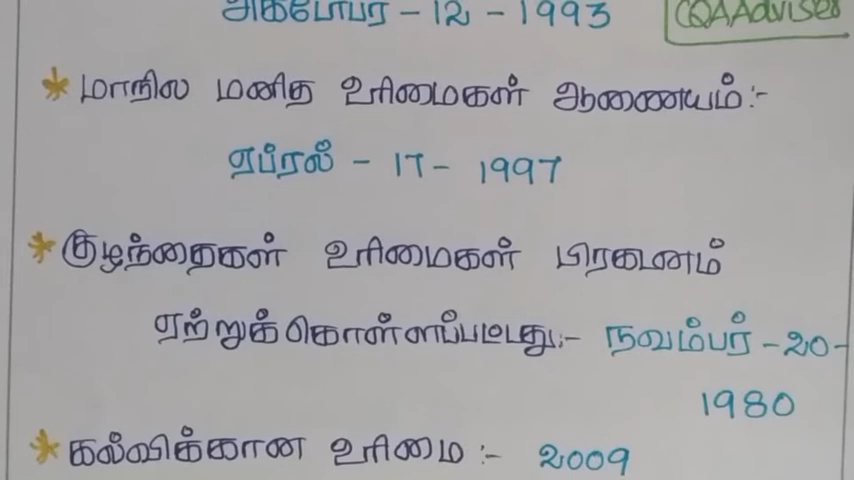 அக்டோபர் - 12 - 1993
CQAAdvises
* மாநில மனித உரிமைகள் ஆணையம் :-
ஏப்ரல் - 17 - 1997
* குழந்தைகள் உரிமைகள் பிரகடனம்
ஏற்றுக்கொள்ளப்பட்டது :- நவம்பர் - 20 -
1980
* கல்விக்கான உரிமை :- 2009